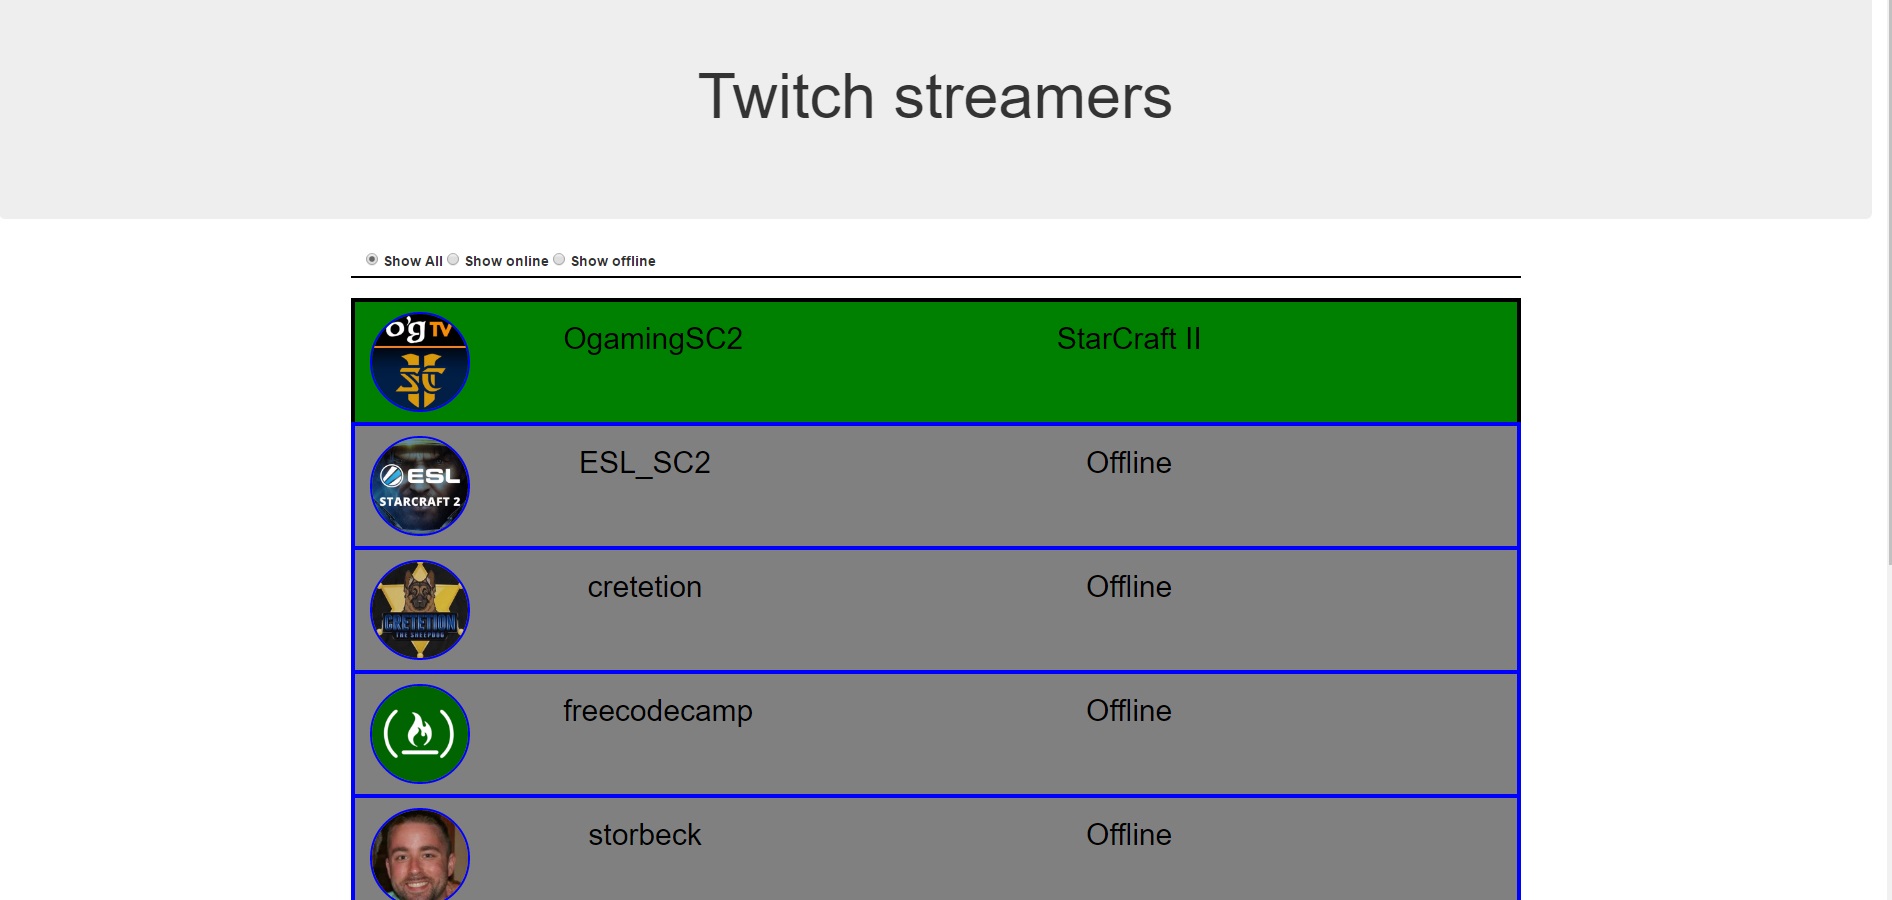 Twitch streamers
Show All Show online Show offline
o'g TV
SC
OgamingSC2 StarCraft II
ESL
STARCRAFT 2
ESL_SC2 Offline
CRETETION
THE SHEEPDOG
cretetion Offline
freecodecamp Offline
storbeck Offline